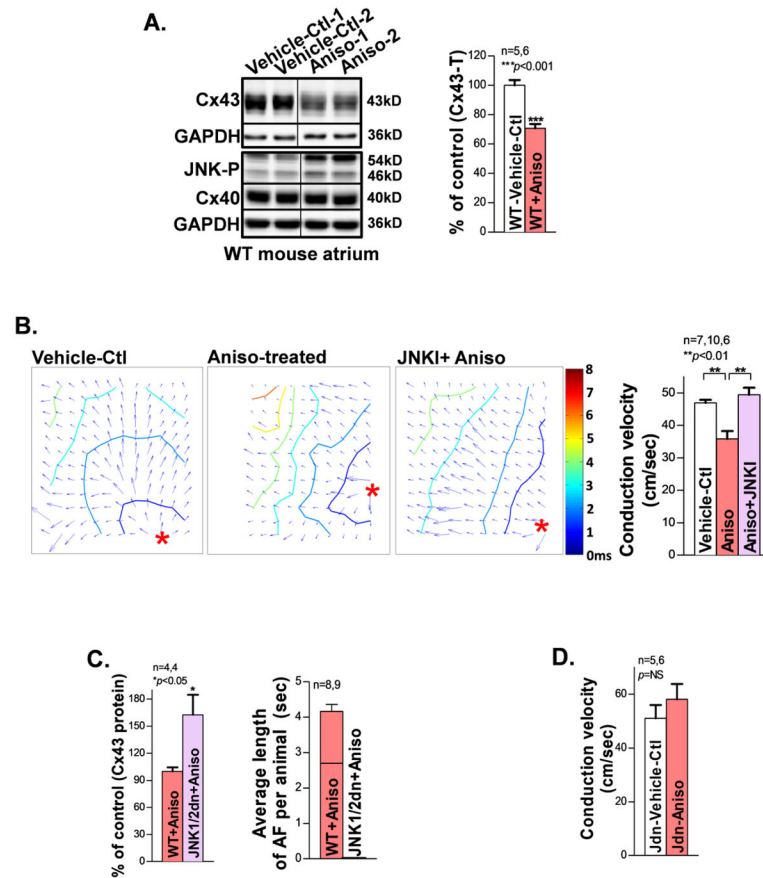 A.
Vehicle-Ctl-1
Vehicle-Ctl-2
Aniso-1
Aniso-2
Cx43
43kD
GAPDH
36kD
JNK-P
54kD
46kD
Cx40
40kD
GAPDH
36kD
WT mouse atrium
% of control (Cx43-T)
120
100
80
60
40
20
0
n=5,6
***p<0.001
***
WT-Vehicle-Ctl
WT+Aniso
B.
Vehicle-Ctl
Aniso-treated
JNKI+ Aniso
*
*
*
8
7
6
5
4
3
2
1
0ms
Conduction velocity
(cm/sec)
50
40
30
20
10
0
n=7,10,6
**p<0.01
**
**
Vehicle-Ctl
Aniso
Aniso+JNKI
C.
% of control (Cx43 protein)
180
150
120
90
60
30
0
n=4,4
*p<0.05
*
WT+Aniso
JNK1/2dn+Aniso
Average length
of AF per animal (sec)
5
4
3
2
1
0
n=8,9
WT+Aniso
JNK1/2dn+Aniso
D.
Conduction velocity
(cm/sec)
60
40
20
0
n=5,6
p=NS
Jdn-Vehicle-Ctl
Jdn-Aniso